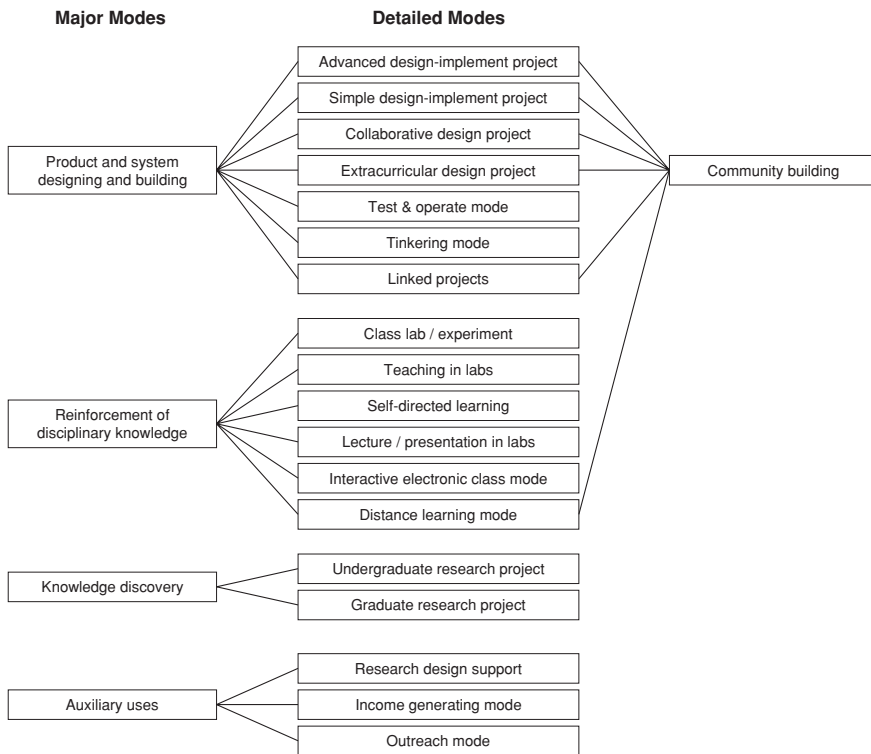 Major Modes
Detailed Modes
Advanced design-implement project
Simple design-implement project
Collaborative design project
Product and system
designing and building
Extracurricular design project
Community building
Test & operate mode
Tinkering mode
Linked projects
Class lab / experiment
Teaching in labs
Self-directed learning
Reinforcement of
disciplinary knowledge
Lecture / presentation in labs
Interactive electronic class mode
Distance learning mode
Undergraduate research project
Knowledge discovery
Graduate research project
Research design support
Auxiliary uses
Income generating mode
Outreach mode